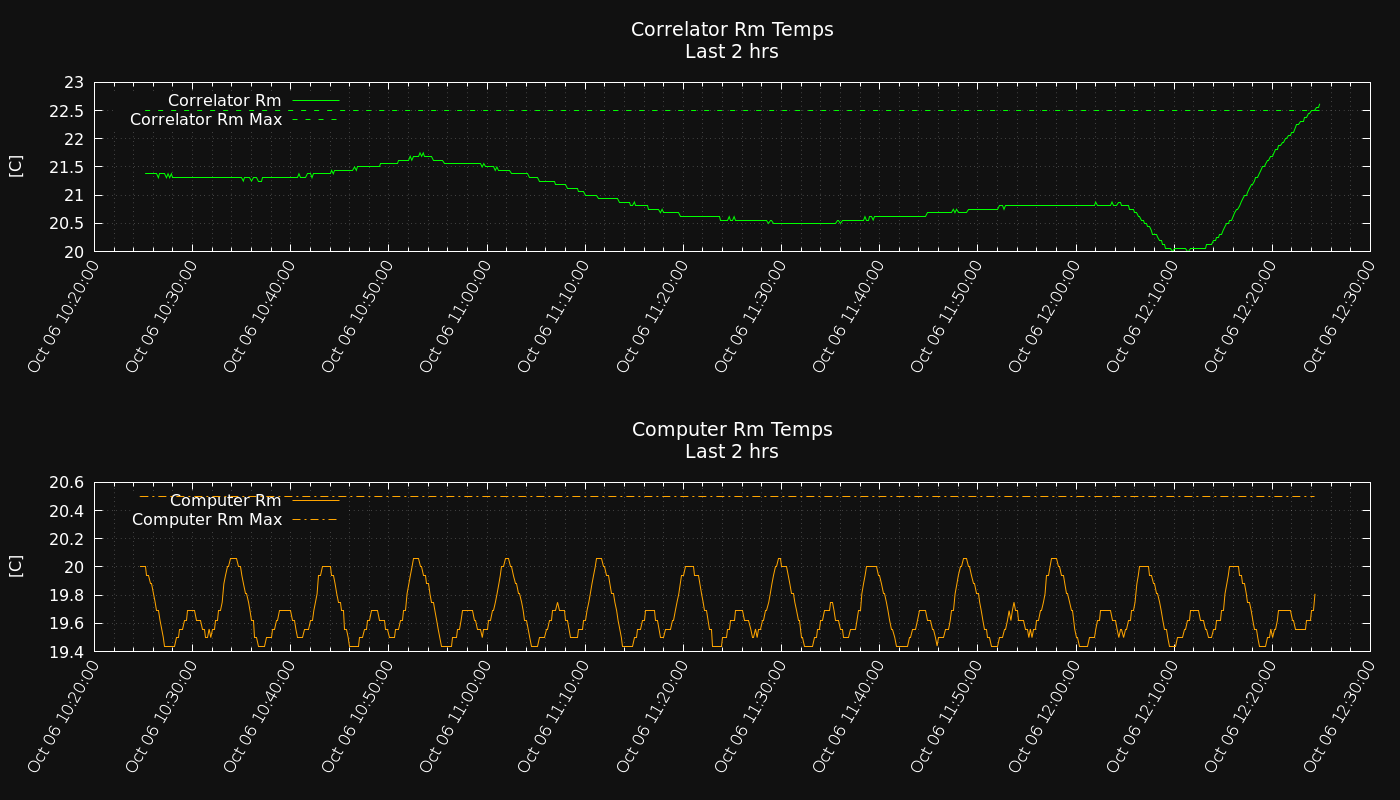 Correlator Rm Temps
Last 2 hrs
23
22.5
22
21.5
21
20.5
20
[C]
Correlator Rm
Correlator Rm Max
Oct 06 10:20:00
Oct 06 10:30:00
Oct 06 10:40:00
Oct 06 10:50:00
Oct 06 11:00:00
Oct 06 11:10:00
Oct 06 11:20:00
Oct 06 11:30:00
Oct 06 11:40:00
Oct 06 11:50:00
Oct 06 12:00:00
Oct 06 12:10:00
Oct 06 12:20:00
Oct 06 12:30:00
Computer Rm Temps
Last 2 hrs
20.6
20.4
20.2
20
19.8
19.6
19.4
[C]
Computer Rm
Computer Rm Max
Oct 06 10:20:00
Oct 06 10:30:00
Oct 06 10:40:00
Oct 06 10:50:00
Oct 06 11:00:00
Oct 06 11:10:00
Oct 06 11:20:00
Oct 06 11:30:00
Oct 06 11:40:00
Oct 06 11:50:00
Oct 06 12:00:00
Oct 06 12:10:00
Oct 06 12:20:00
Oct 06 12:30:00